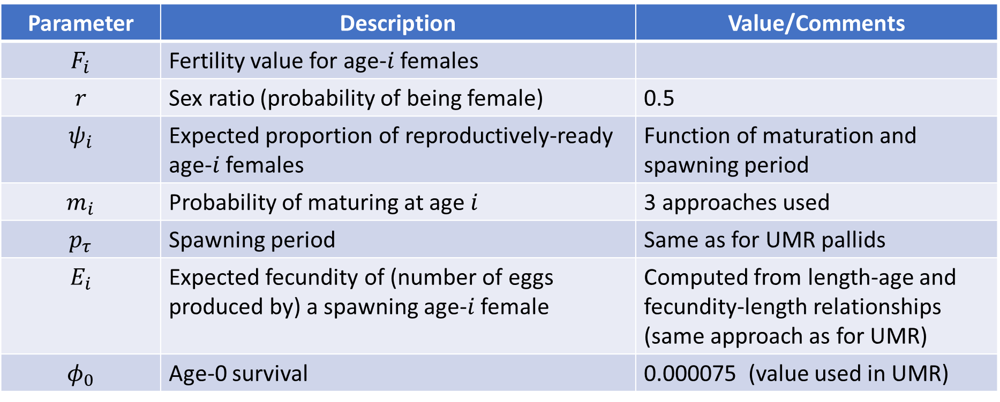 Parameter Description Value/Comments
F_i Fertility value for age-i females
r Sex ratio (probability of being female) 0.5
ψ_i Expected proportion of reproductively-ready Function of maturation and
age-i females spawning period
m_i Probability of maturing at age i 3 approaches used
p_τ Spawning period Same as for UMR pallids
E_i Expected fecundity of (number of eggs Computed from length-age and
produced by) a spawning age-i female fecundity-length relationships
(same approach as for UMR)
ϕ_0 Age-0 survival 0.000075 (value used in UMR)